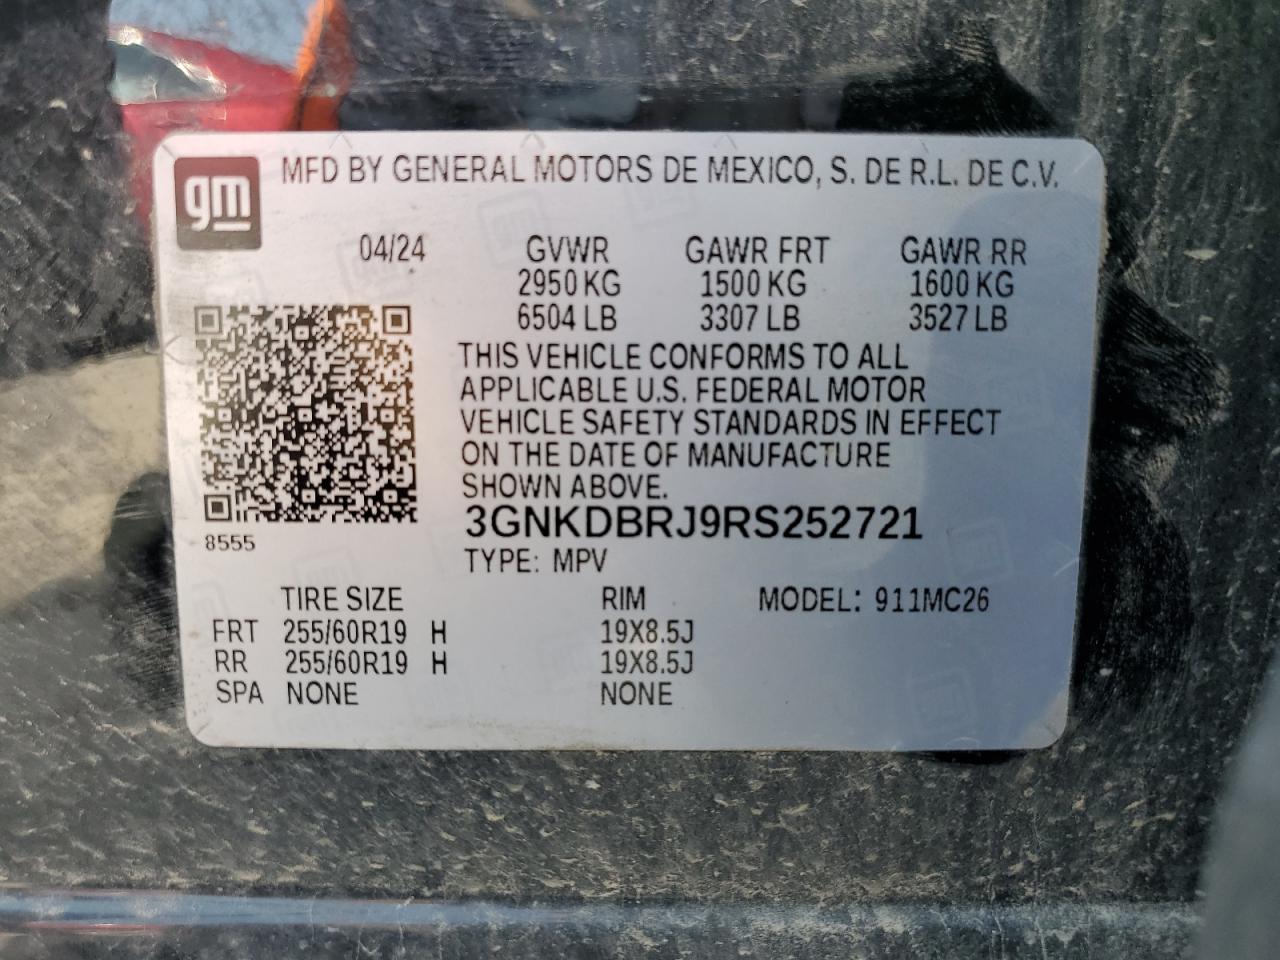 gm
MFD BY GENERAL MOTORS DE MEXICO, S. DE R.L. DE C.V.
04/24 GVWR GAWR FRT GAWR RR
2950 KG 1500 KG 1600 KG
6504 LB 3307 LB 3527 LB
THIS VEHICLE CONFORMS TO ALL
APPLICABLE U.S. FEDERAL MOTOR
VEHICLE SAFETY STANDARDS IN EFFECT
ON THE DATE OF MANUFACTURE
SHOWN ABOVE.
3GNKDBRJ9RS252721
8555
TYPE: MPV
TIRE SIZE RIM MODEL: 911MC26
FRT 255/60R19 H 19X8.5J
RR 255/60R19 H 19X8.5J
SPA NONE NONE